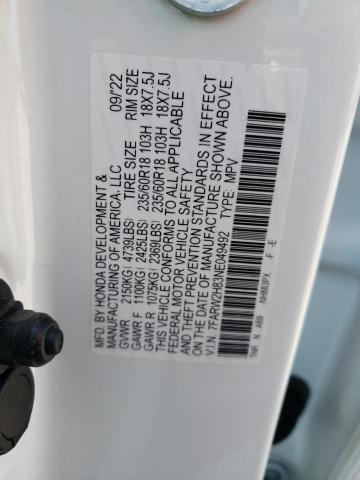 MFD. BY HONDA DEVELOPMENT & 09/22
MANUFACTURING OF AMERICA, LLC.
GVWR 2150KG( 4739LBS) TIRE SIZE RIM SIZE
GAWR F 1100KG( 2425LBS) 235/60R18 103H 18X7.5J
GAWR R 1075KG( 2369LBS) 235/60R18 103H 18X7.5J
THIS VEHICLE CONFORMS TO ALL APPLICABLE
FEDERAL MOTOR VEHICLE SAFETY
AND THEFT PREVENTION STANDARDS IN EFFECT
ON THE DATE OF MANUFACTURE SHOWN ABOVE.
V.I.N. 7FARW2H83NE049492 TYPE: MPV
TNR N AB9 NH883PX -F -E